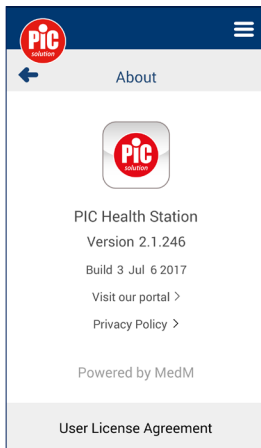 PiC
solution
About
PiC
solution
PIC Health Station
Version 2.1.246
Build 3 Jul 6 2017
Visit our portal >
Privacy Policy >
Powered by MedM
User License Agreement